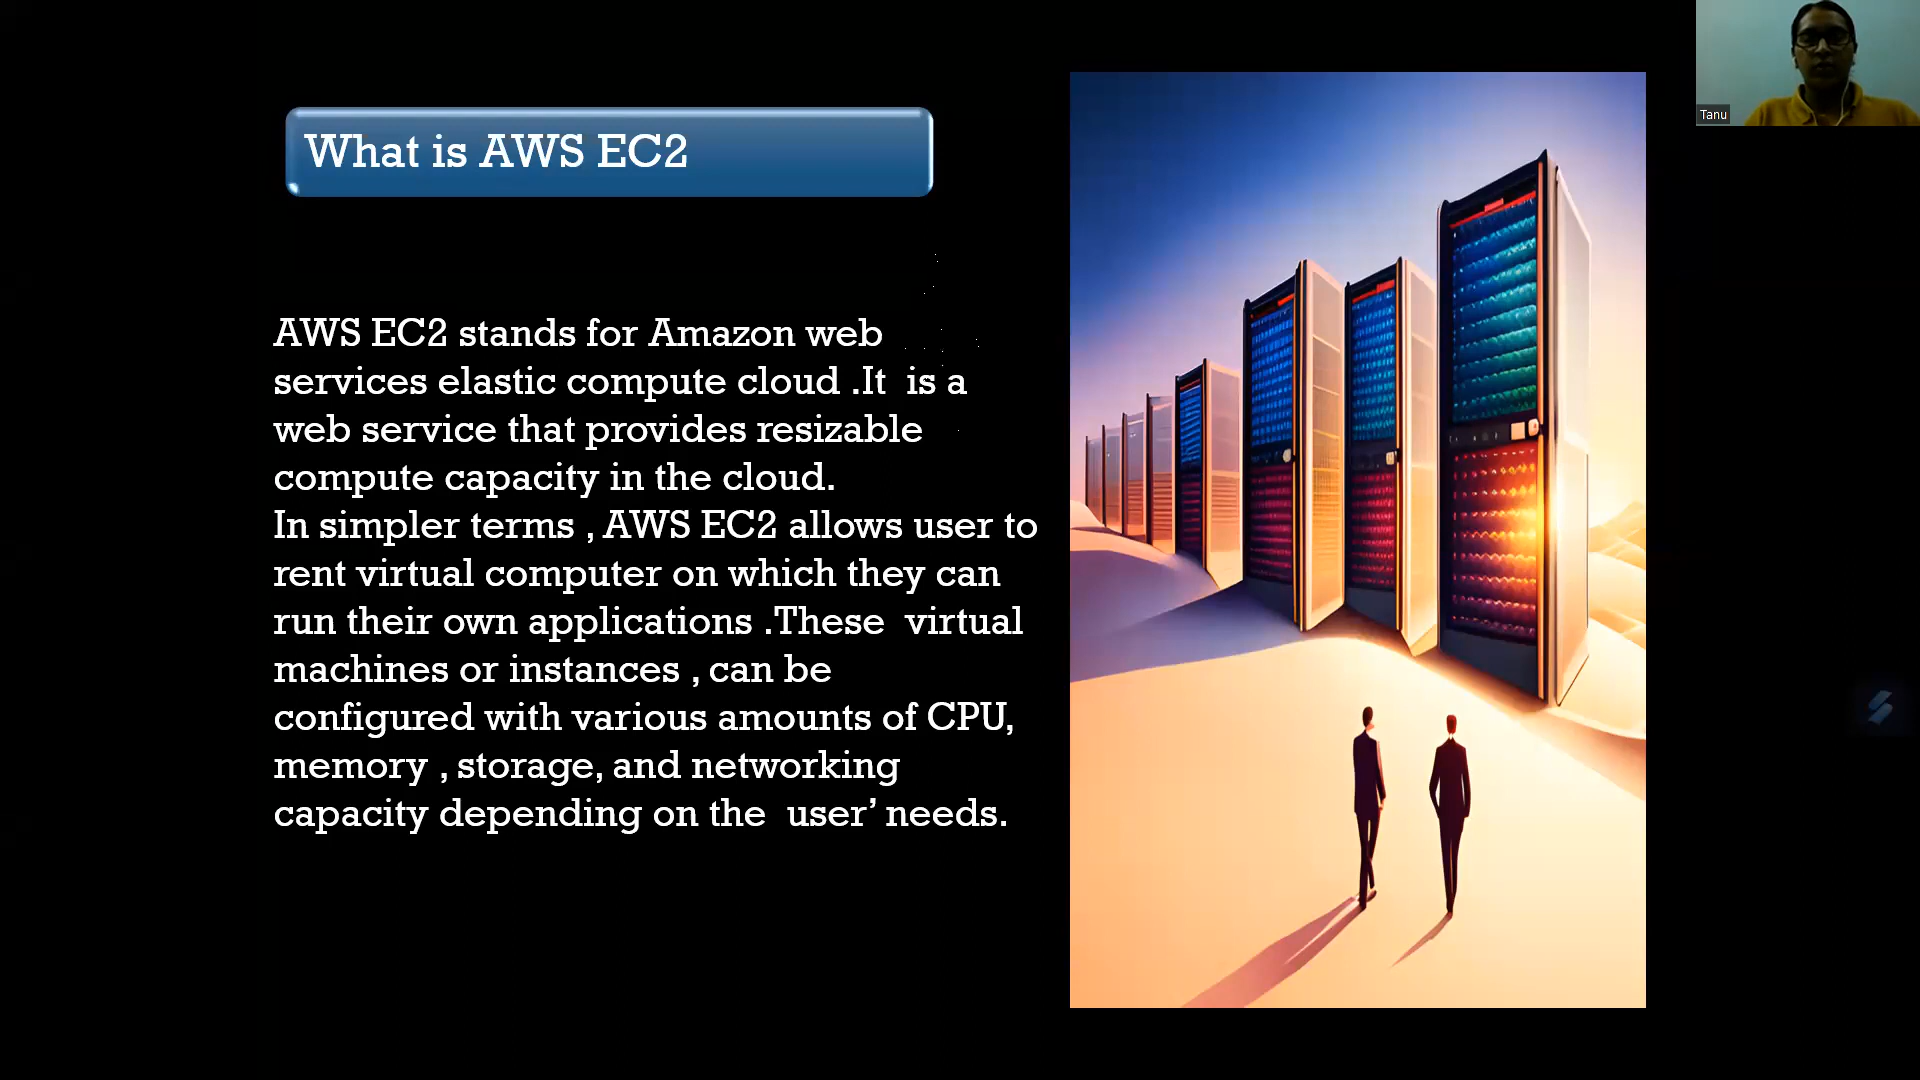 What is AWS EC2
AWS EC2 stands for Amazon web
services elastic compute cloud .It  is a
web service that provides resizable
compute capacity in the cloud.
In simpler terms , AWS EC2 allows user to
rent virtual computer on which they can
run their own applications .These  virtual
machines or instances , can be
configured with various amounts of CPU,
memory , storage, and networking
capacity depending on the  user’ needs.
Tanu